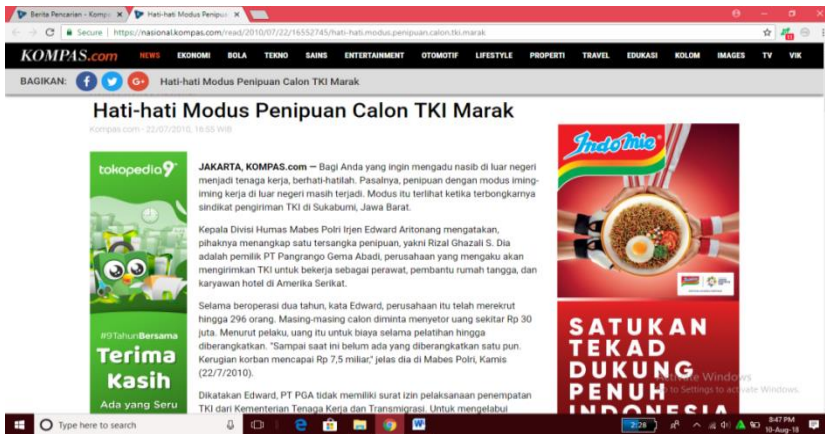 Berita Pencarian - Komp
Hati-hati Modus Penipua
Secure https://nasional.kompas.com/read/2010/07/22/16552745/hati-hati.modus.penipuan.calon.tki.marak
KOMPAS.com NEWS EKONOMI BOLA TEKNO SAINS ENTERTAINMENT OTOMOTIF LIFESTYLE PROPERTI TRAVEL EDUKASI KOLOM IMAGES TV VIK
BAGIKAN: f G+ Hati-hati Modus Penipuan Calon TKI Marak
Hati-hati Modus Penipuan Calon TKI Marak
Kompas.com - 22/07/2010, 16:55 WIB
tokopedia 9
#9TahunBersama
Terima
Kasih
Ada yang Seru
JAKARTA, KOMPAS.com — Bagi Anda yang ingin mengadu nasib di luar negeri
menjadi tenaga kerja, berhati-hatilah. Pasalnya, penipuan dengan modus iming-
iming kerja di luar negeri masih terjadi. Modus itu terlihat ketika terbongkarnya
sindikat pengiriman TKI di Sukabumi, Jawa Barat.
Kepala Divisi Humas Mabes Polri Irjen Edward Aritonang mengatakan,
pihaknya menangkap satu tersangka penipuan, yakni Rizal Ghazali S. Dia
adalah pemilik PT Pangrango Gema Abadi, perusahaan yang mengaku akan
mengirimkan TKI untuk bekerja sebagai perawat, pembantu rumah tangga, dan
karyawan hotel di Amerika Serikat.
Selama beroperasi dua tahun, kata Edward, perusahaan itu telah merekrut
hingga 296 orang. Masing-masing calon diminta menyetor uang sekitar Rp 30
juta. Menurut pelaku, uang itu untuk biaya selama pelatihan hingga
diberangkatkan. "Sampai saat ini belum ada yang diberangkatkan satu pun.
Kerugian korban mencapai Rp 7,5 miliar," jelas dia di Mabes Polri, Kamis
(22/7/2010).
Dikatakan Edward, PT PGA tidak memiliki surat izin pelaksanaan penempatan
TKI dari Kementerian Tenaga Kerja dan Transmigrasi. Untuk mengelabui
Indomie
SATUKAN
TEKAD
DUKUNG
PENUH
INDONESIA
Activate Windows
Go to Settings to activate Windows.
Type here to search
2:28
8:47 PM
10-Aug-18